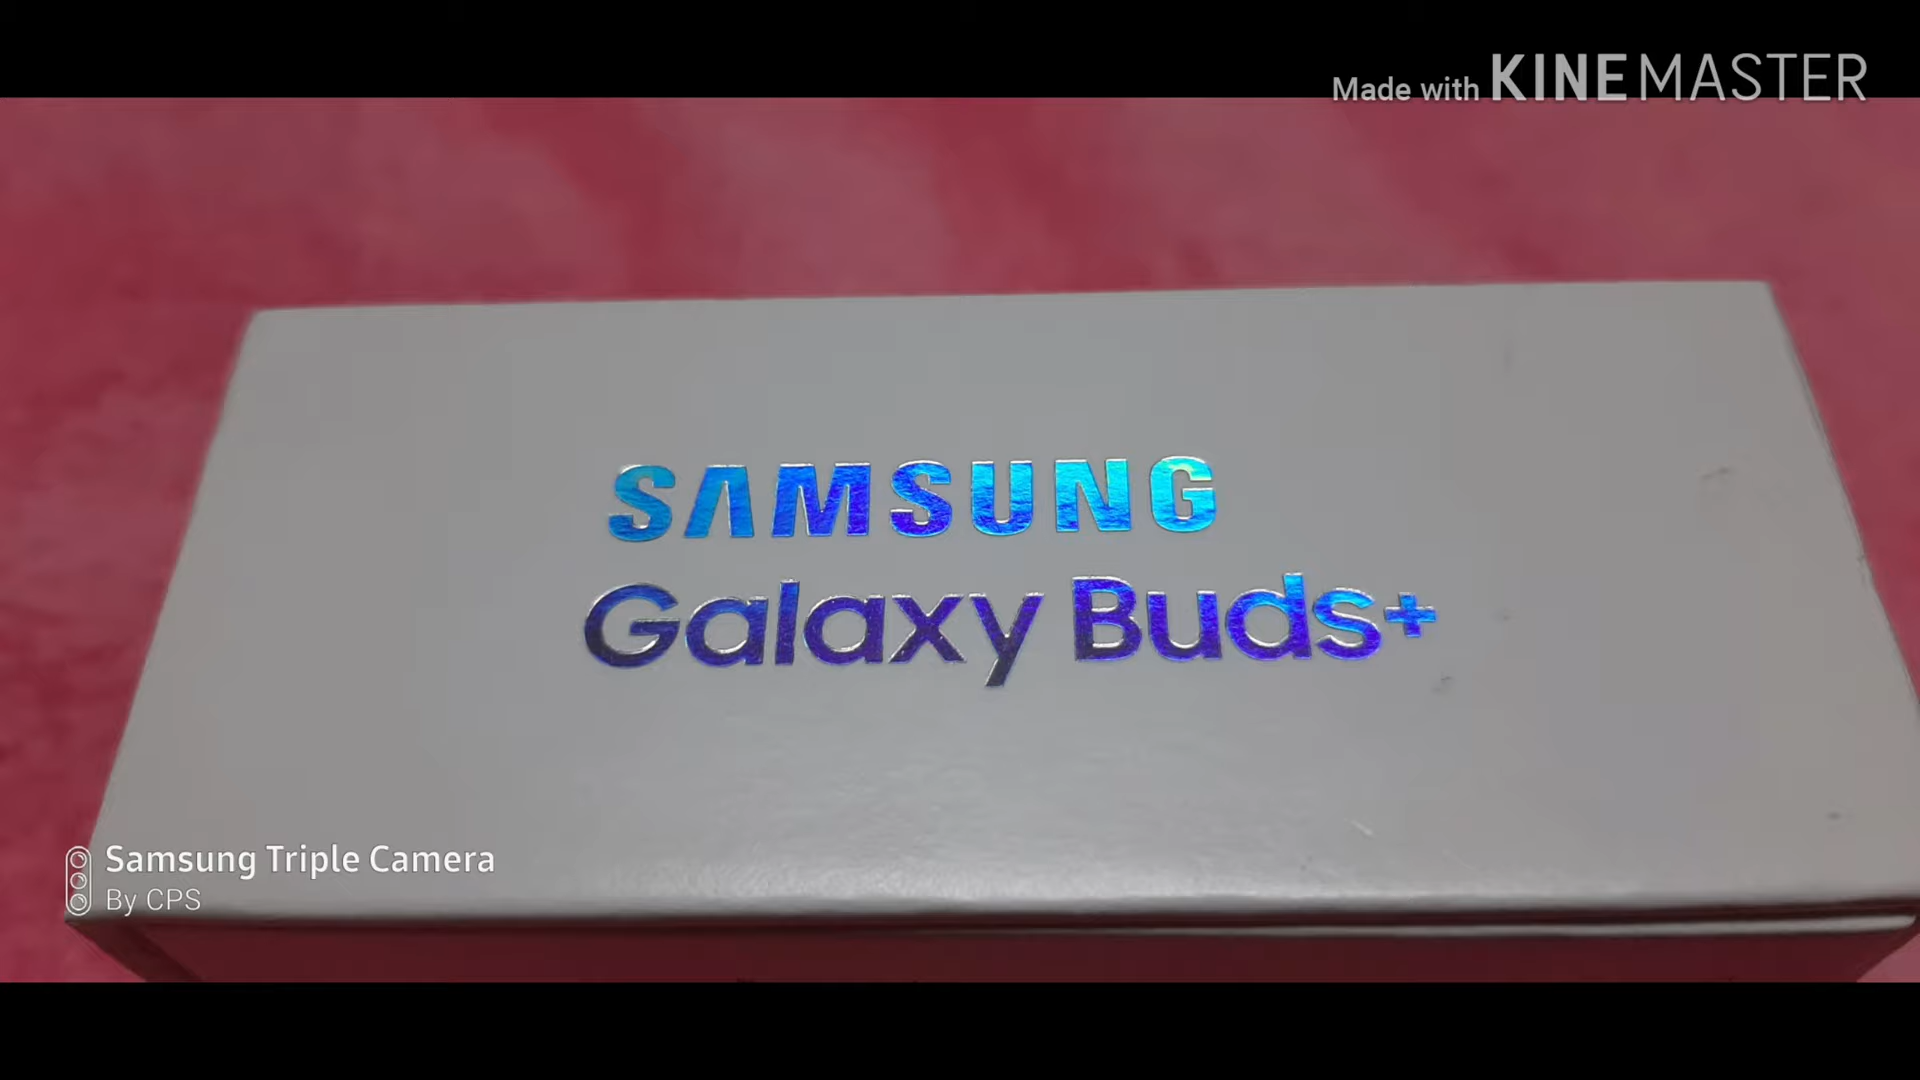 Made with KINEMASTER
SAMSUNG
Galaxy Buds+
Samsung Triple Camera
By CPS